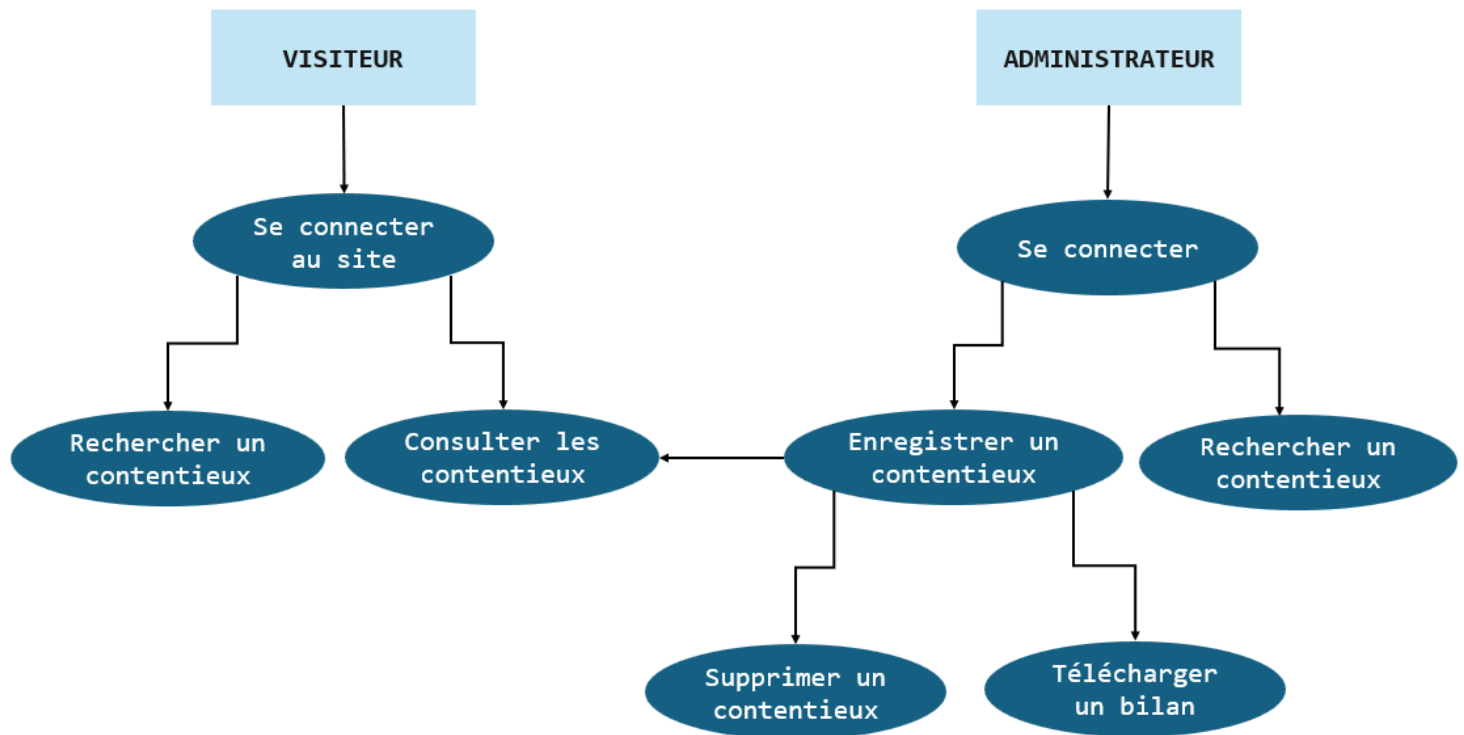 VISITEUR
ADMINISTRATEUR
Se connecter
au site
Se connecter
Rechercher un
contentieux
Consulter les
contentieux
Enregistrer un
contentieux
Rechercher un
contentieux
Supprimer un
contentieux
Télécharger
un bilan